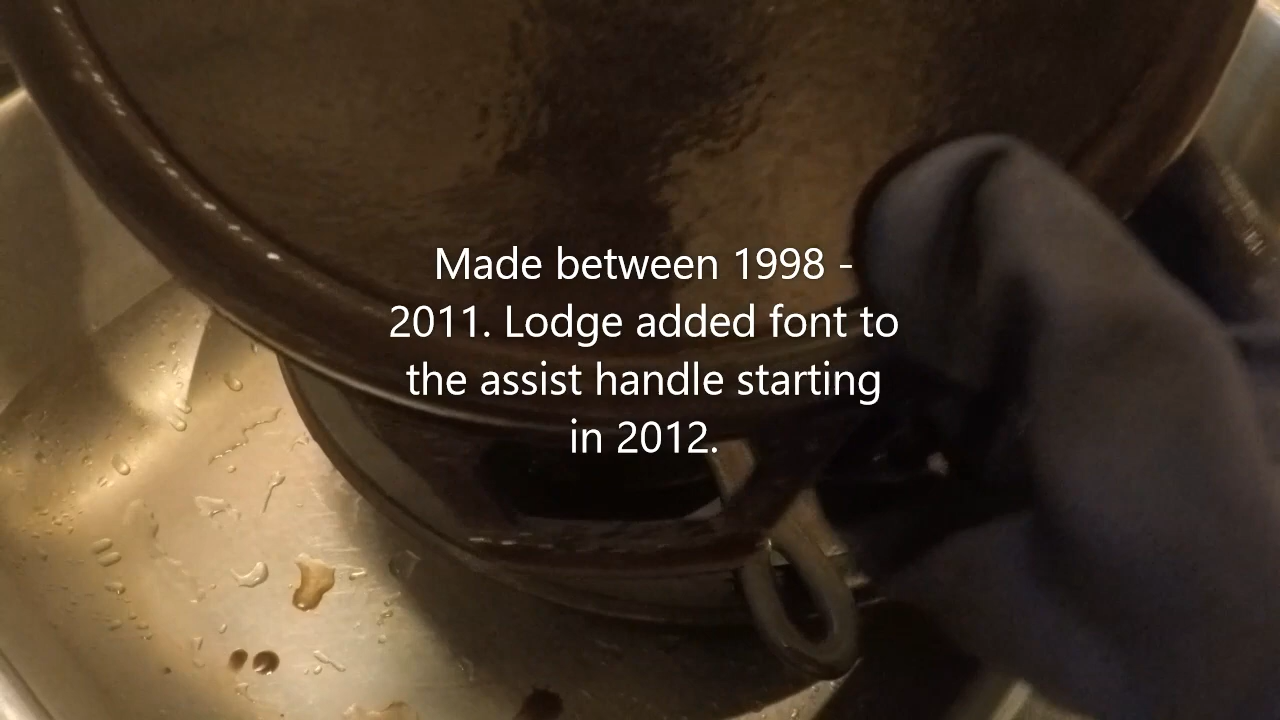 Made between 1998 -
2011. Lodge added font to
the assist handle starting
in 2012.